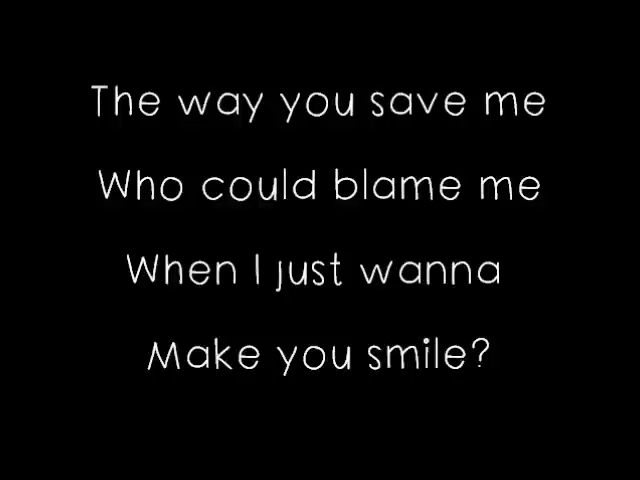 The way you save me
Who could blame me
When I just wanna
Make you smile?